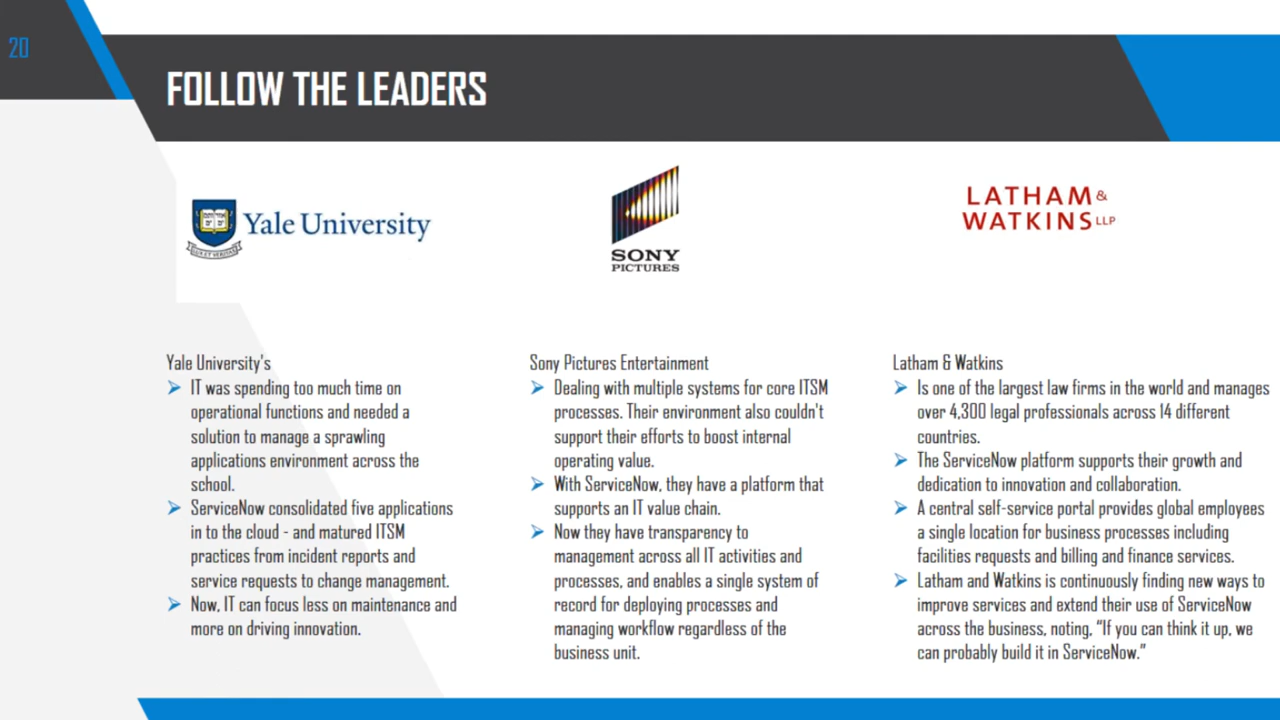 20
FOLLOW THE LEADERS
Yale University
SONY
PICTURES
LATHAM &
WATKINS LLP
Yale University's
IT was spending too much time on
operational functions and needed a
solution to manage a sprawling
applications environment across the
school.
ServiceNow consolidated five applications
in to the cloud - and matured ITSM
practices from incident reports and
service requests to change management.
Now, IT can focus less on maintenance and
more on driving innovation.
Sony Pictures Entertainment
Dealing with multiple systems for core ITSM
processes. Their environment also couldn't
support their efforts to boost internal
operating value.
With ServiceNow, they have a platform that
supports an IT value chain.
Now they have transparency to
management across all IT activities and
processes, and enables a single system of
record for deploying processes and
managing workflow regardless of the
business unit.
Latham & Watkins
Is one of the largest law firms in the world and manages
over 4,300 legal professionals across 14 different
countries.
The ServiceNow platform supports their growth and
dedication to innovation and collaboration.
A central self-service portal provides global employees
a single location for business processes including
facilities requests and billing and finance services.
Latham and Watkins is continuously finding new ways to
improve services and extend their use of ServiceNow
across the business, noting, “If you can think it up, we
can probably build it in ServiceNow.”